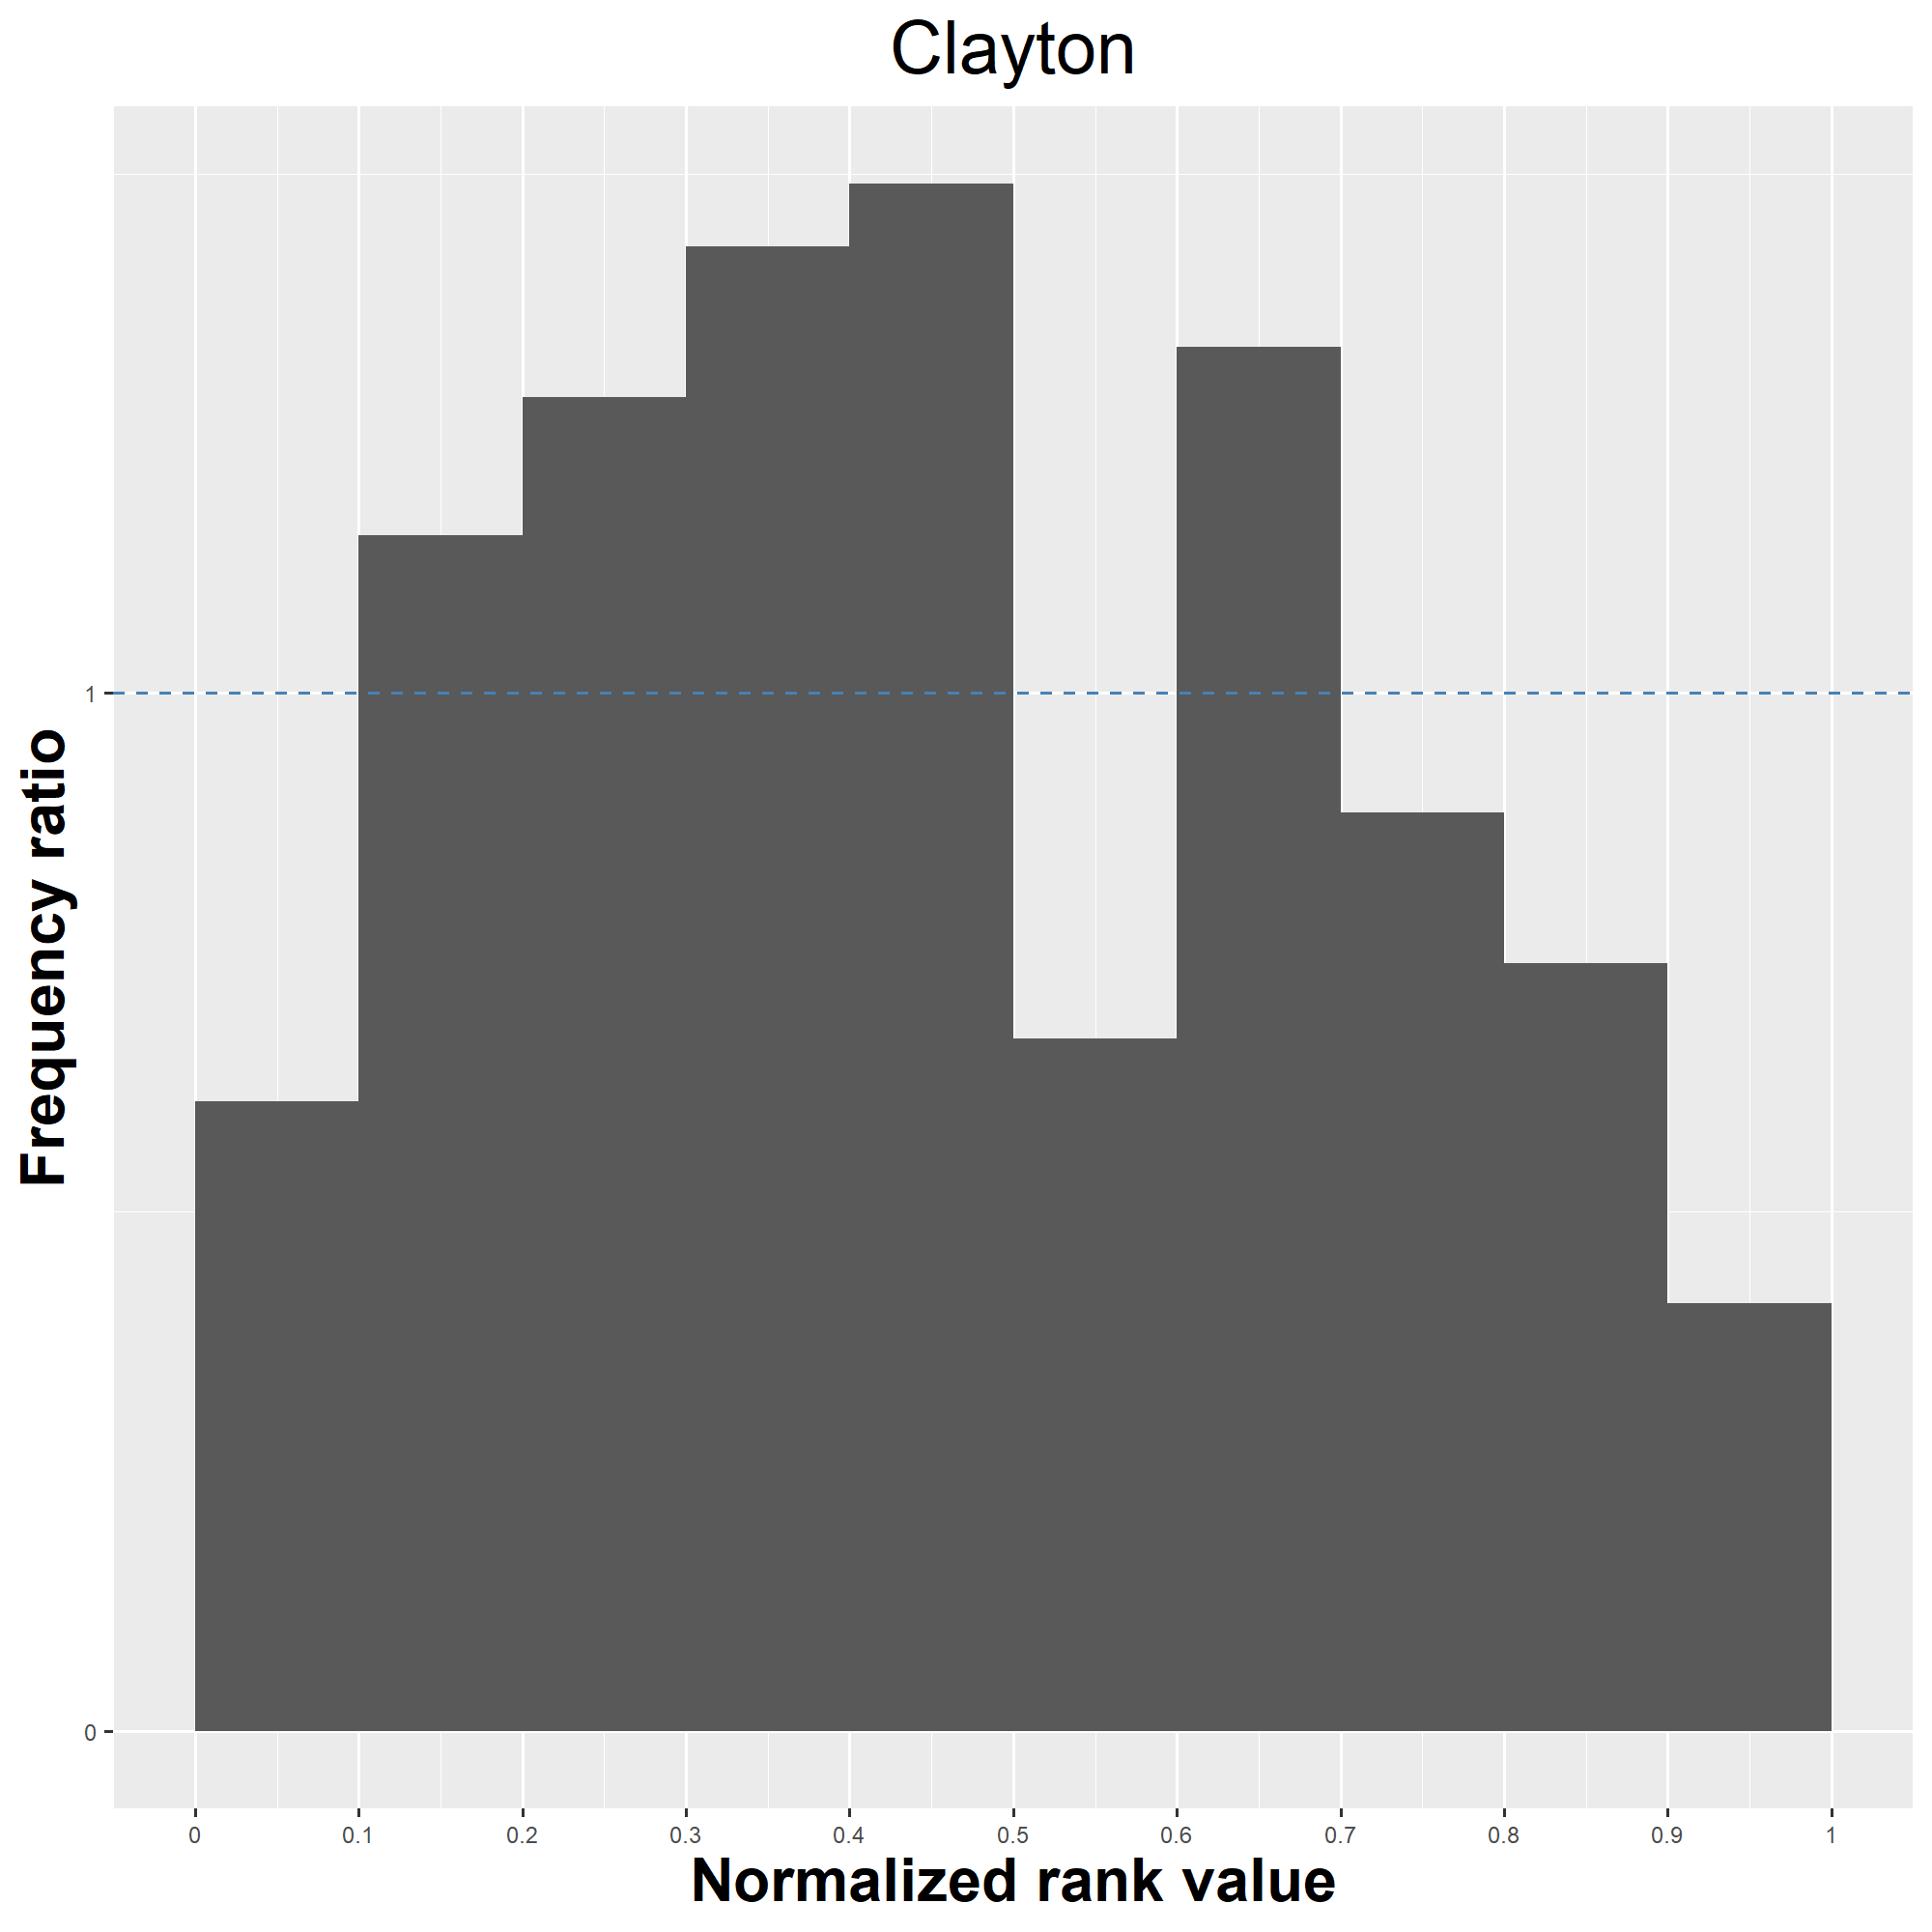 Clayton
Frequency ratio
1
0
0 0.1 0.2 0.3 0.4 0.5 0.6 0.7 0.8 0.9 1
Normalized rank value